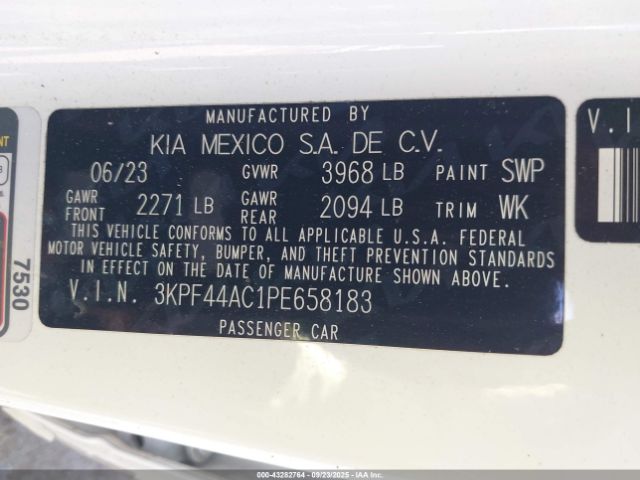 MANUFACTURED BY
KIA MEXICO S.A. DE C.V.
06/23 GVWR 3968 LB PAINT SWP
GAWR FRONT 2271 LB GAWR REAR 2094 LB TRIM WK
THIS VEHICLE CONFORMS TO ALL APPLICABLE U.S.A. FEDERAL
MOTOR VEHICLE SAFETY, BUMPER, AND THEFT PREVENTION STANDARDS
IN EFFECT ON THE DATE OF MANUFACTURE SHOWN ABOVE.
V.I.N. 3KPF44AC1PE658183
PASSENGER CAR
7530
V.I
000-43282764 - 09/23/2025 - IAAI.COM